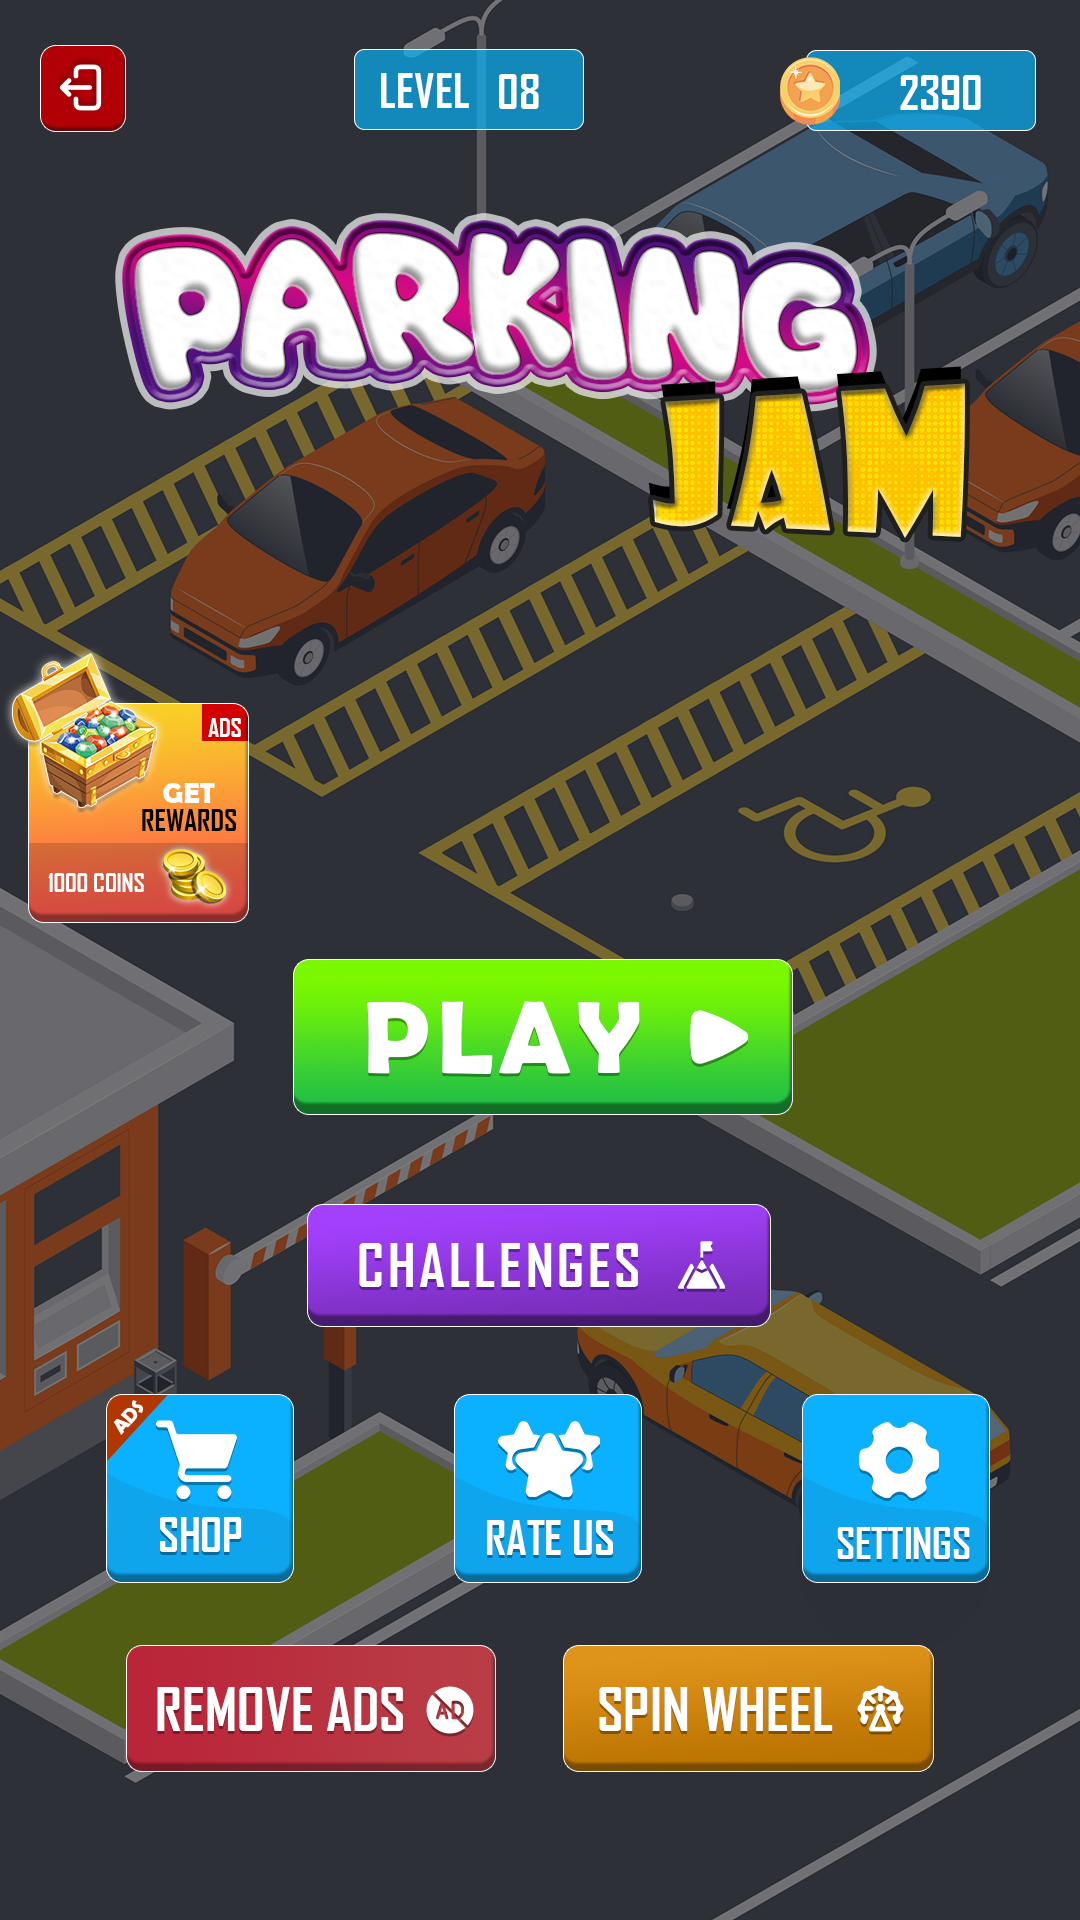 LEVEL 08
2390
PARKING
JAM
ADS
GET
REWARDS
1000 COINS
PLAY
CHALLENGES
ADS
SHOP
RATE US
SETTINGS
REMOVE ADS AD
SPIN WHEEL